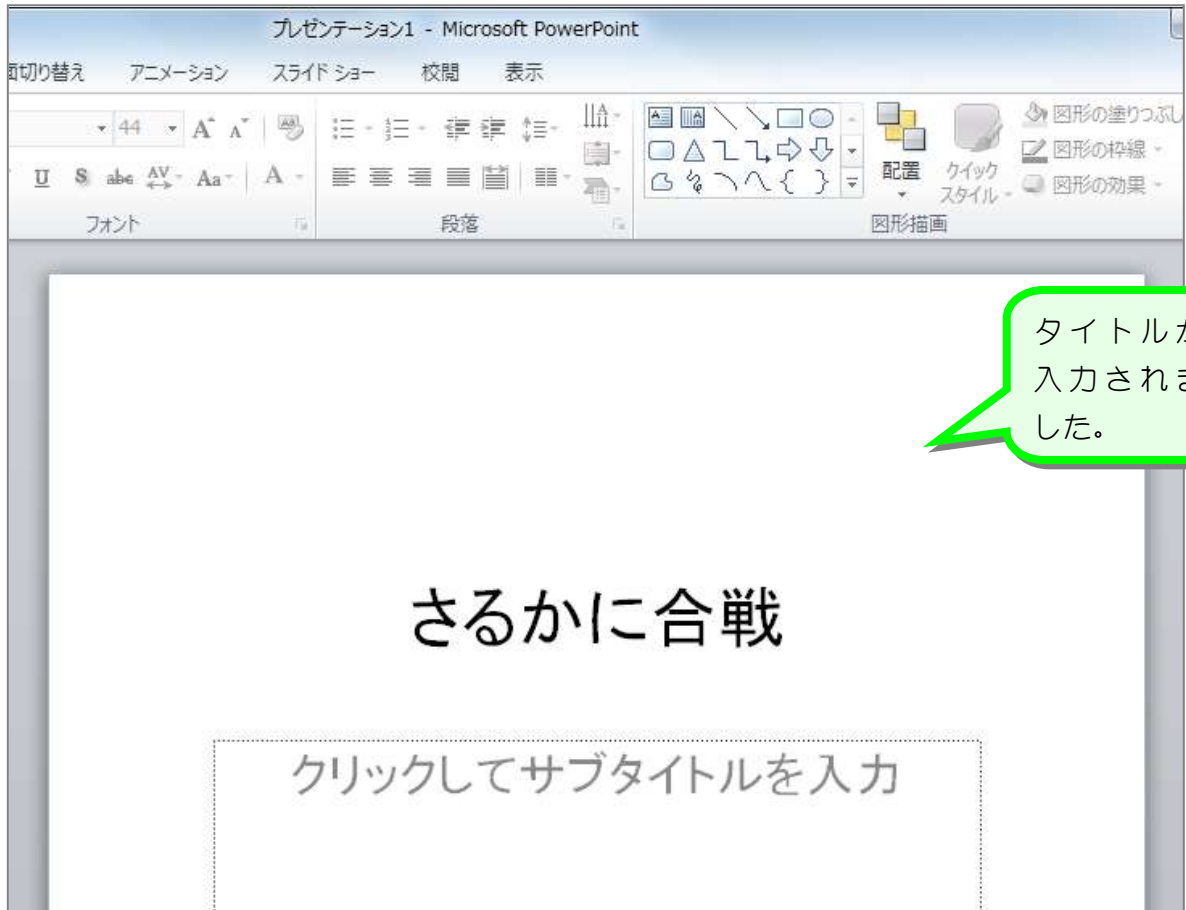 プレゼンテーション1 - Microsoft PowerPoint
面切り替え アニメーション スライド ショー 校閲 表示
44
図形の塗りつぶし
図形の枠線
配置 クイック
スタイル
図形の効果
U S abc AV Aa A
フォント 段落 図形描画
タイトルが
入力されま
した。
さるかに合戦
クリックしてサブタイトルを入力